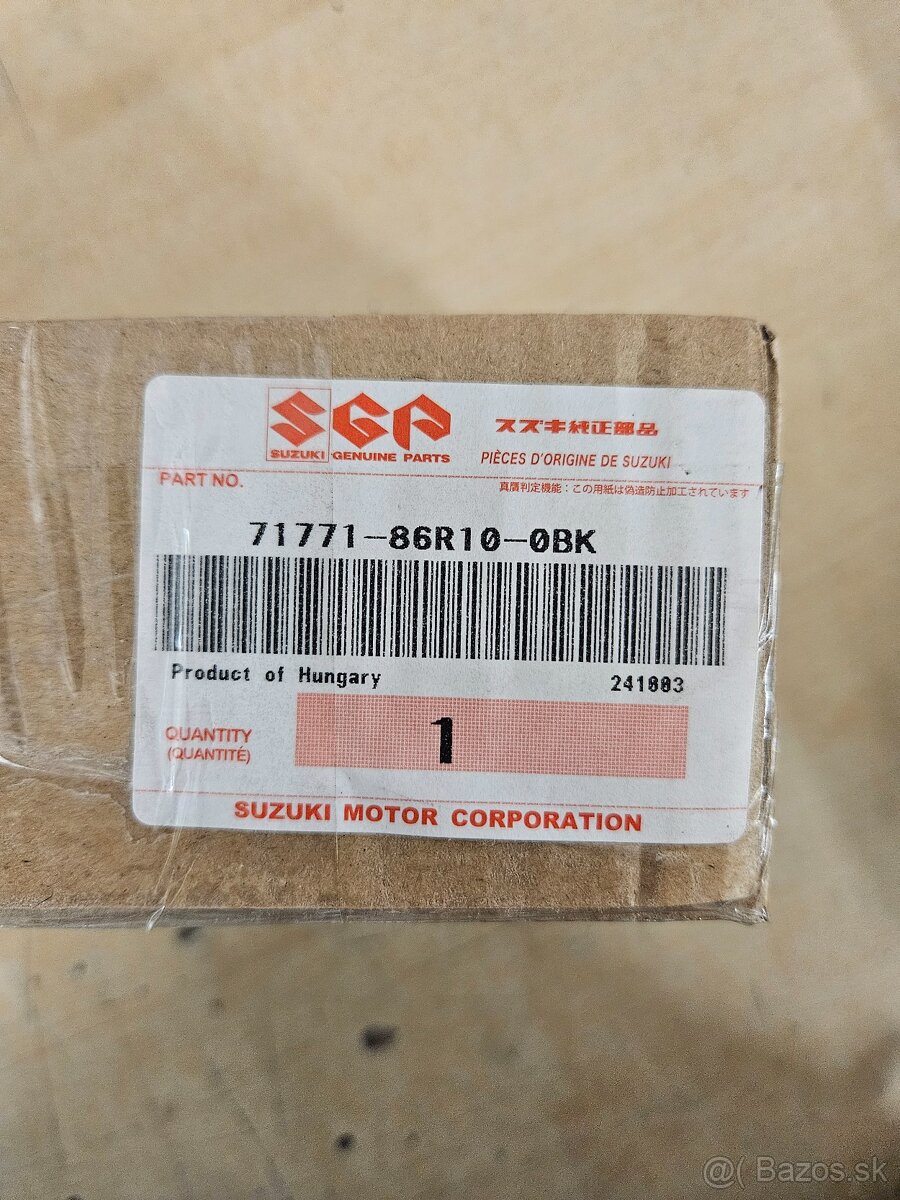 SUZUKI
SGP
GENUINE PARTS
スズキ純正部品
PIÈCES D'ORIGINE DE SUZUKI
PART NO.
真贋判定機能：この用紙は偽造防止加工されています
71771-86R10-0BK
Product of Hungary
241003
QUANTITY
(QUANTITÉ)
1
SUZUKI MOTOR CORPORATION
@( Bazos.sk